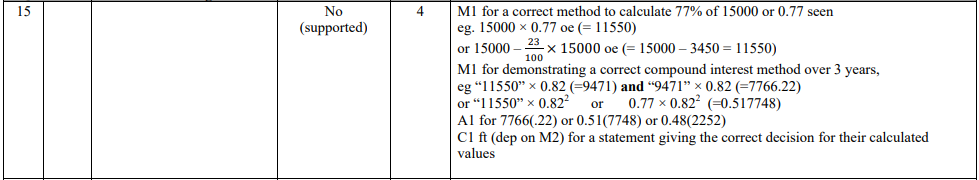 15 No 4 M1 for a correct method to calculate 77% of 15000 or 0.77 seen
(supported) eg. 15000 × 0.77 oe (= 11550)
or 15000 – 23/100 × 15000 oe (= 15000 – 3450 = 11550)
M1 for demonstrating a correct compound interest method over 3 years,
eg “11550” × 0.82 (=9471) and “9471” × 0.82 (=7766.22)
or “11550” × 0.82² or 0.77 × 0.82² (=0.517748)
A1 for 7766(.22) or 0.51(7748) or 0.48(2252)
C1 ft (dep on M2) for a statement giving the correct decision for their calculated
values